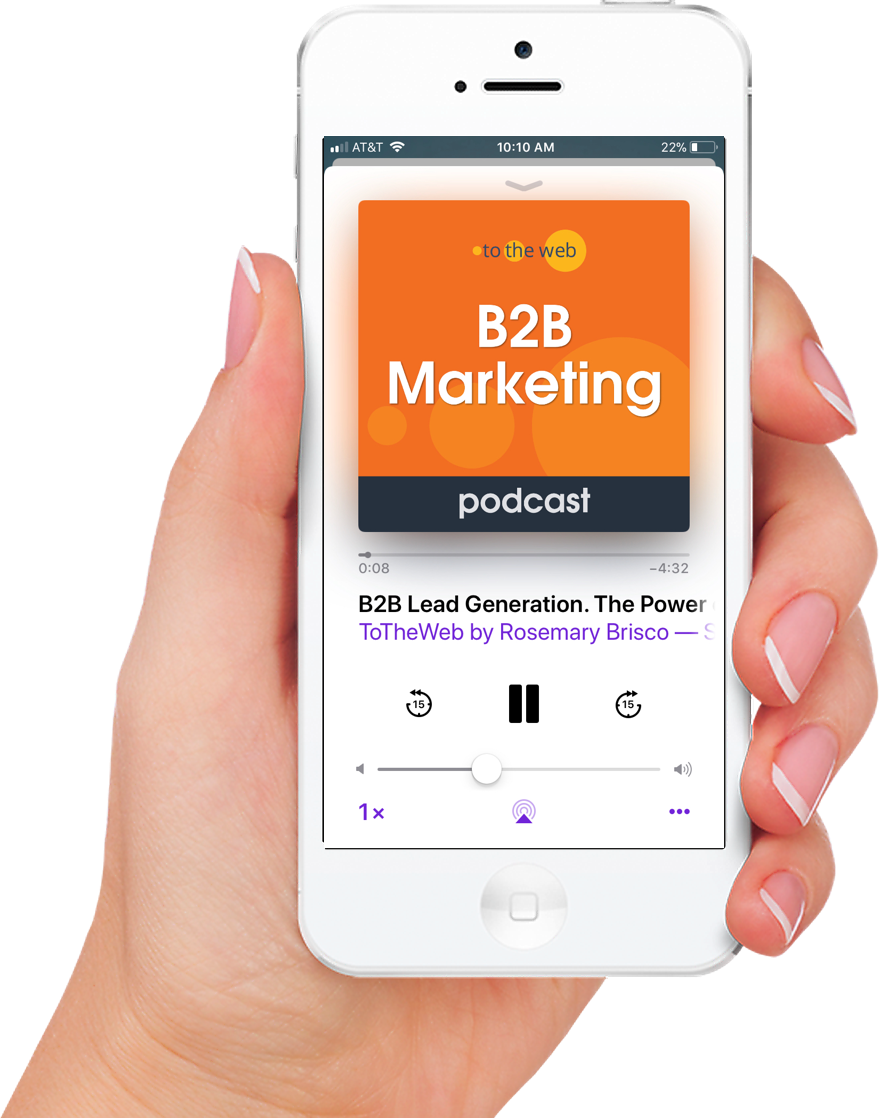 AT&T 10:10 AM 22%
to the web
B2B
Marketing
podcast
0:08 −4:32
B2B Lead Generation. The Power
ToTheWeb by Rosemary Brisco — S
15 15
1×